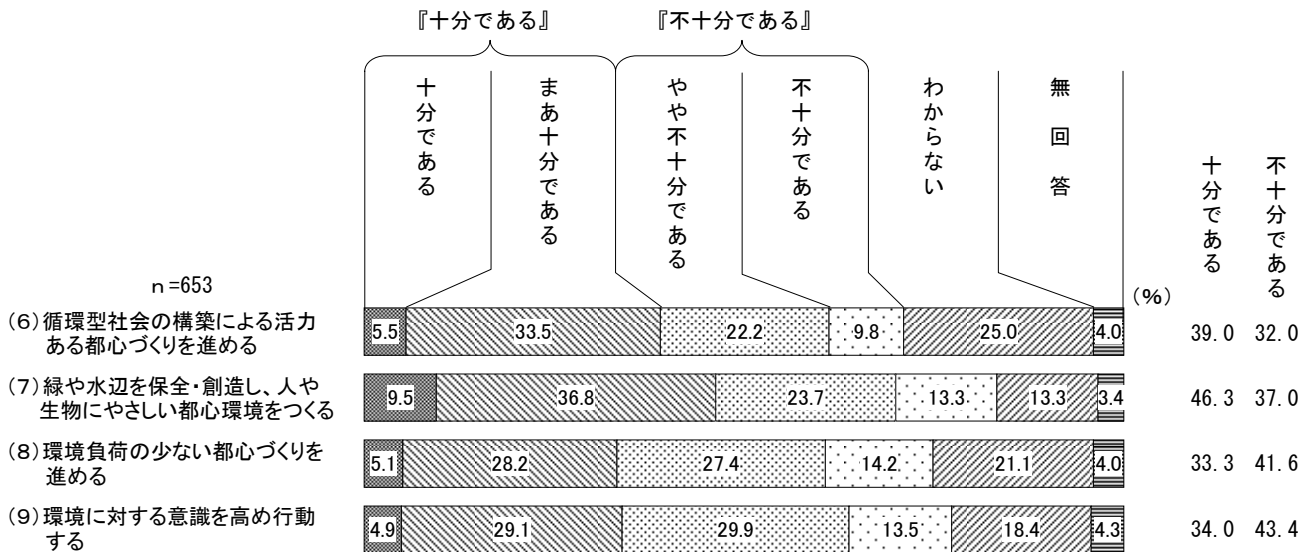 『十分である』 『不十分である』
十分である
まあ十分である
やや不十分である
不十分である
わからない
無回答
十分である
不十分である
n=653
(%)
(6)循環型社会の構築による活力
ある都心づくりを進める
5.5 33.5 22.2 9.8 25.0 4.0 39.0 32.0
(7)緑や水辺を保全・創造し、人や
生物にやさしい都心環境をつくる
9.5 36.8 23.7 13.3 13.3 3.4 46.3 37.0
(8)環境負荷の少ない都心づくりを
進める
5.1 28.2 27.4 14.2 21.1 4.0 33.3 41.6
(9)環境に対する意識を高め行動
する
4.9 29.1 29.9 13.5 18.4 4.3 34.0 43.4